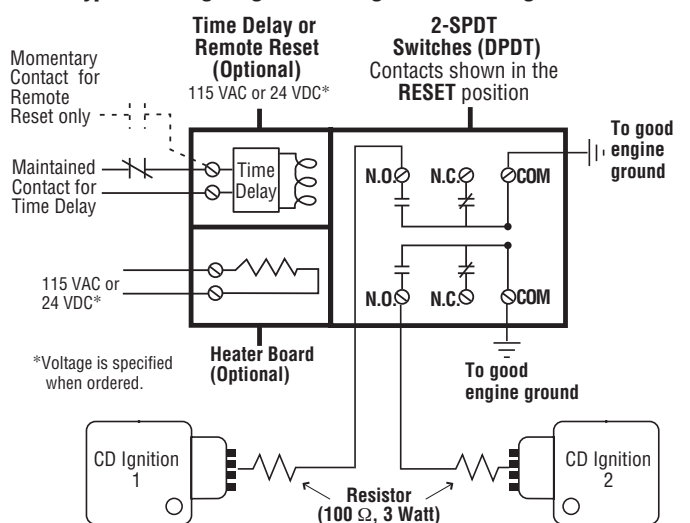 Time Delay or
Remote Reset
(Optional)
115 VAC or 24 VDC*
2-SPDT
Switches (DPDT)
Contacts shown in the
RESET position
Momentary
Contact for
Remote
Reset only
Maintained
Contact for
Time Delay
Time
Delay
N.O.
N.C.
COM
To good
engine
ground
115 VAC or
24 VDC*
N.O.
N.C.
COM
*Voltage is specified
when ordered.
Heater Board
(Optional)
To good
engine ground
CD Ignition
1
Resistor
(100 Ω, 3 Watt)
CD Ignition
2